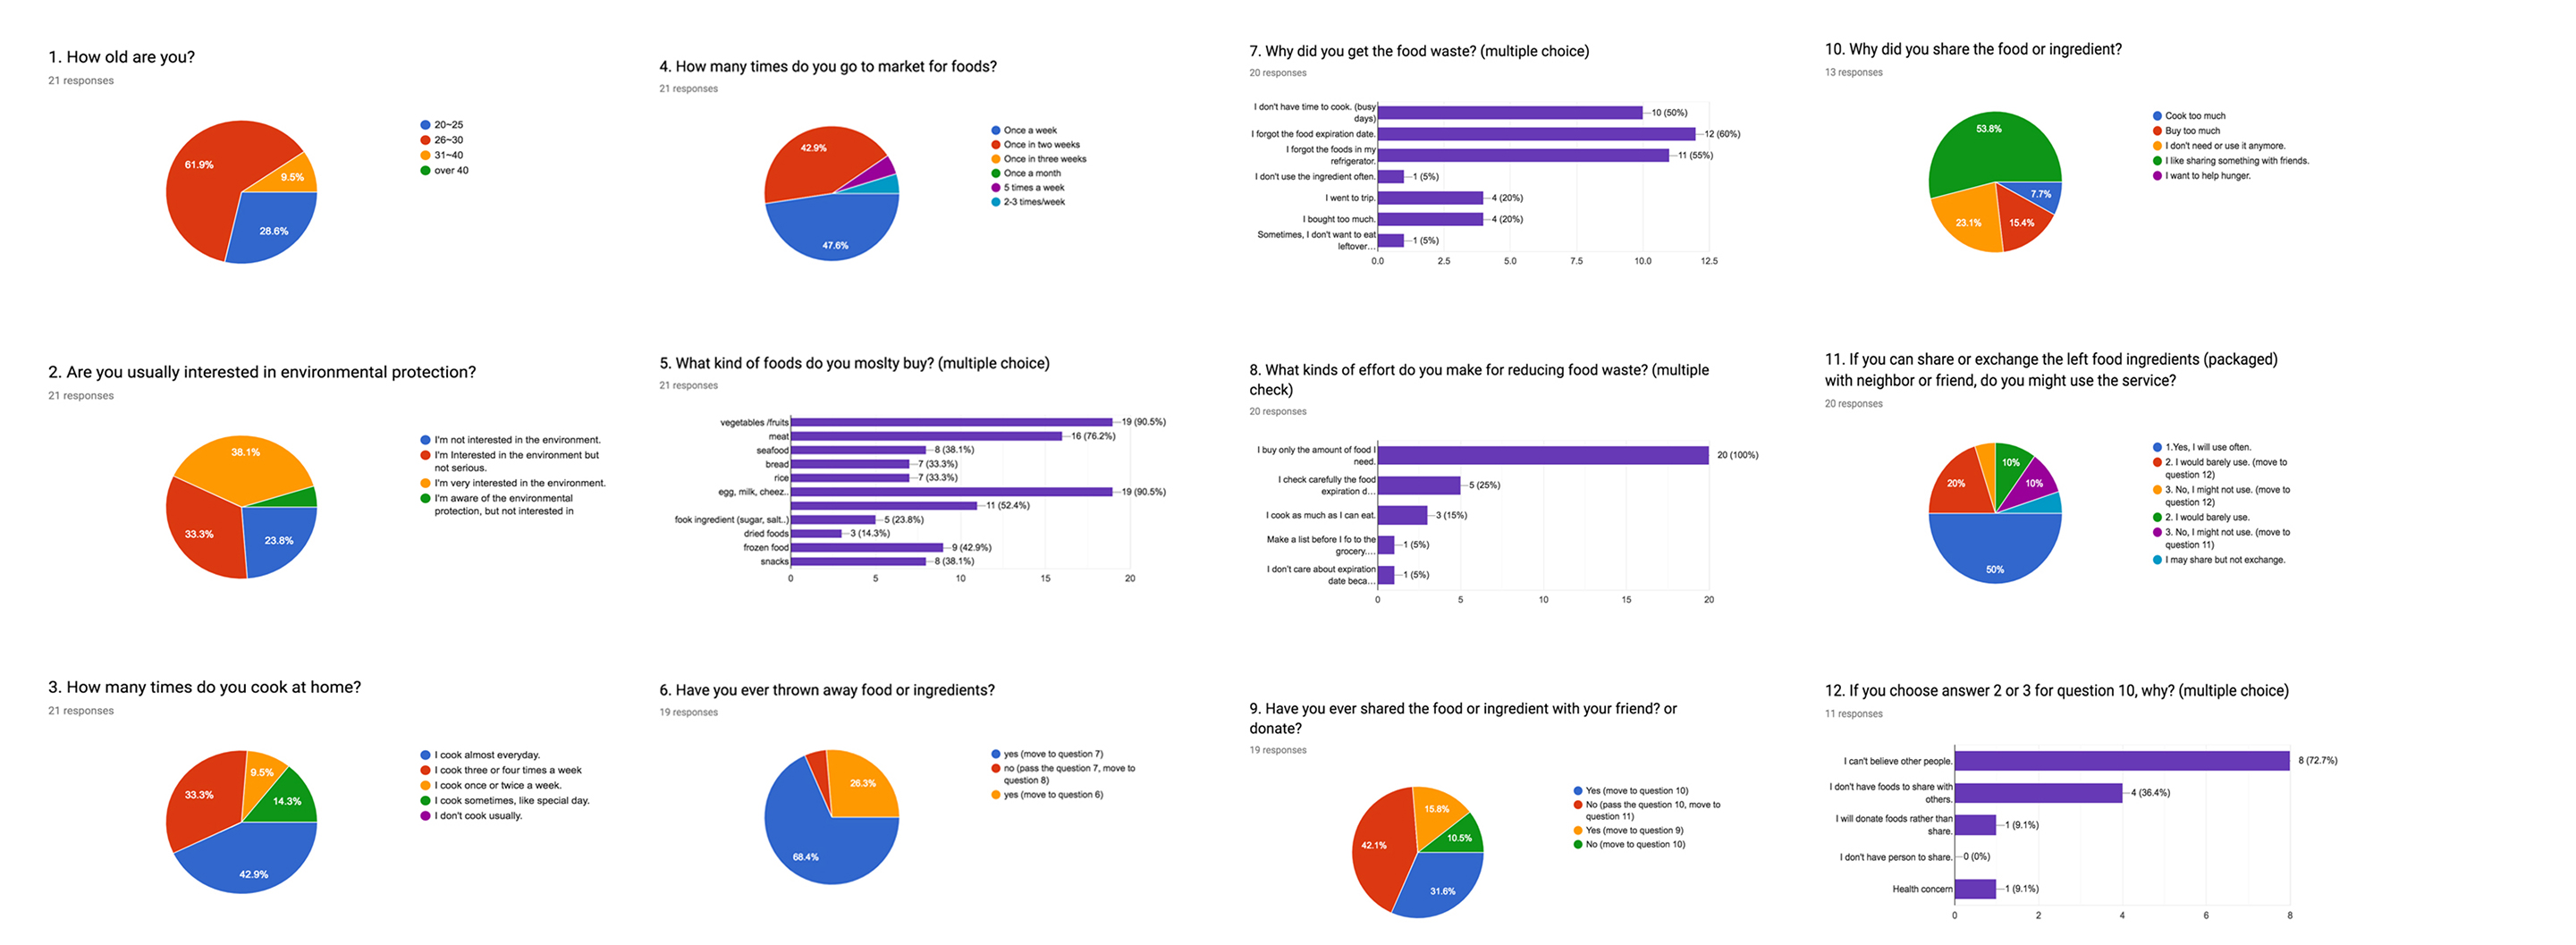 1. How old are you?
21 responses
61.9%
9.5%
28.6%
20~25
26~30
31~40
over 40
2. Are you usually interested in environmental protection?
21 responses
38.1%
33.3%
23.8%
I'm not interested in the environment.
I'm Interested in the environment but
not serious.
I'm very interested in the environment.
I'm aware of the environmental
protection, but not interested in
3. How many times do you cook at home?
21 responses
33.3%
9.5%
14.3%
42.9%
I cook almost everyday.
I cook three or four times a week
I cook once or twice a week.
I cook sometimes, like special day.
I don't cook usually.
4. How many times do you go to market for foods?
21 responses
42.9%
47.6%
Once a week
Once in two weeks
Once in three weeks
Once a month
5 times a week
2-3 times/week
5. What kind of foods do you moslty buy? (multiple choice)
21 responses
vegetables /fruits
19 (90.5%)
meat
16 (76.2%)
seafood
8 (38.1%)
bread
7 (33.3%)
rice
7 (33.3%)
egg, milk, cheez..
19 (90.5%)
11 (52.4%)
fook ingredient (sugar, salt..)
5 (23.8%)
dried foods
3 (14.3%)
frozen food
9 (42.9%)
snacks
8 (38.1%)
0 5 10 15 20
6. Have you ever thrown away food or ingredients?
19 responses
26.3%
68.4%
yes (move to question 7)
no (pass the question 7, move to
question 8)
yes (move to question 6)
7. Why did you get the food waste? (multiple choice)
20 responses
I don't have time to cook. (busy
days)
10 (50%)
I forgot the food expiration date.
12 (60%)
I forgot the foods in my
refrigerator.
11 (55%)
I don't use the ingredient often.
1 (5%)
I went to trip.
4 (20%)
I bought too much.
4 (20%)
Sometimes, I don't want to eat
leftover…
1 (5%)
0.0 2.5 5.0 7.5 10.0 12.5
8. What kinds of effort do you make for reducing food waste? (multiple
check)
20 responses
I buy only the amount of food I
need.
20 (100%)
I check carefully the food
expiration d…
5 (25%)
I cook as much as I can eat.
3 (15%)
Make a list before I fo to the
grocery.…
1 (5%)
I don't care about expiration
date beca…
1 (5%)
0 5 10 15 20
9. Have you ever shared the food or ingredient with your friend? or
donate?
19 responses
42.1%
15.8%
10.5%
31.6%
Yes (move to question 10)
No (pass the question 10, move to
question 11)
Yes (move to question 9)
No (move to question 10)
10. Why did you share the food or ingredient?
13 responses
53.8%
7.7%
23.1%
15.4%
Cook too much
Buy too much
I don't need or use it anymore.
I like sharing something with friends.
I want to help hunger.
11. If you can share or exchange the left food ingredients (packaged)
with neighbor or friend, do you might use the service?
20 responses
20%
10%
10%
50%
1.Yes, I will use often.
2. I would barely use. (move to
question 12)
3. No, I might not use. (move to
question 12)
2. I would barely use.
3. No, I might not use. (move to
question 11)
I may share but not exchange.
12. If you choose answer 2 or 3 for question 10, why? (multiple choice)
11 responses
I can't believe other people.
8 (72.7%)
I don't have foods to share with
others.
4 (36.4%)
I will donate foods rather than
share.
1 (9.1%)
I don't have person to share.
0 (0%)
Health concern
1 (9.1%)
0 2 4 6 8